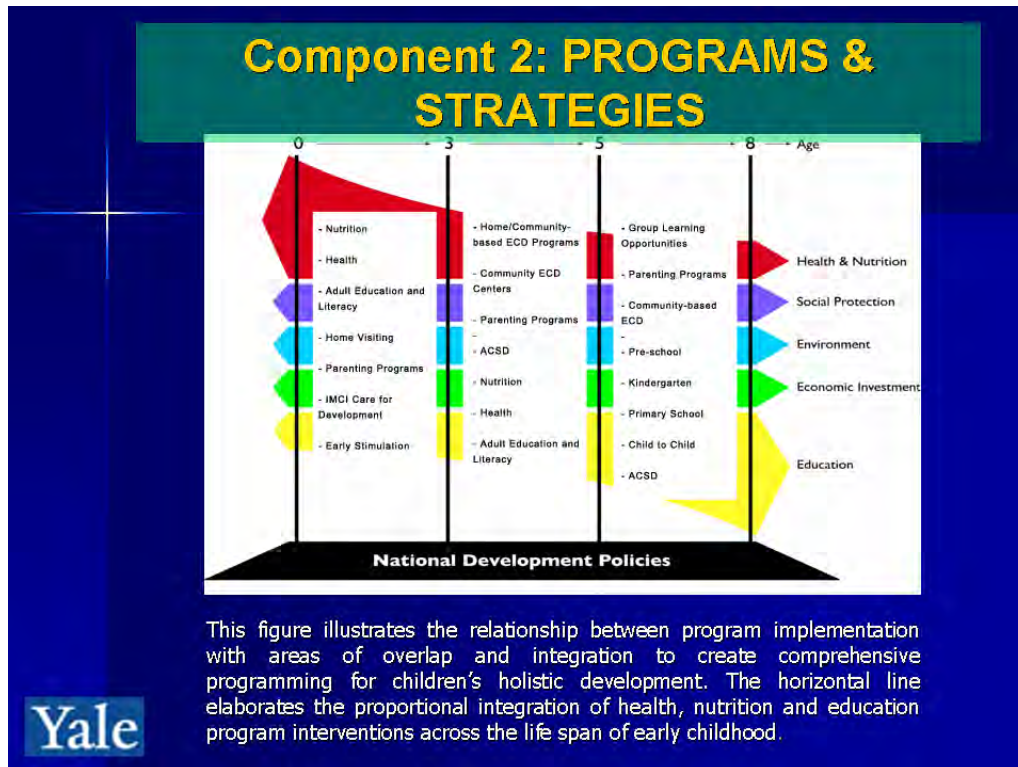 Component 2: PROGRAMS &
STRATEGIES
0
3
5
8
Age
- Nutrition
- Health
- Adult Education and
Literacy
- Home Visiting
- Parenting Programs
- IMCI Care for
Development
- Early Stimulation
- Home/Community-
based ECD Programs
- Community ECD
Centers
- Parenting Programs
-
- ACSD
- Nutrition
- Health
- Adult Education and
Literacy
- Group Learning
Opportunities
- Parenting Programs
- Community-based
ECD
-
- Pre-school
- Kindergarten
- Primary School
- Child to Child
- ACSD
Health & Nutrition
Social Protection
Environment
Economic Investment
Education
National Development Policies
This figure illustrates the relationship between program implementation
with areas of overlap and integration to create comprehensive
programming for children's holistic development. The horizontal line
elaborates the proportional integration of health, nutrition and education
program interventions across the life span of early childhood.
Yale